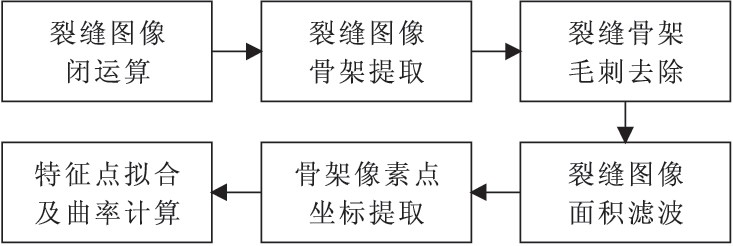 裂缝图像
闭运算
裂缝图像
骨架提取
裂缝骨架
毛刺去除
裂缝图像
面积滤波
骨架像素点
坐标提取
特征点拟合
及曲率计算